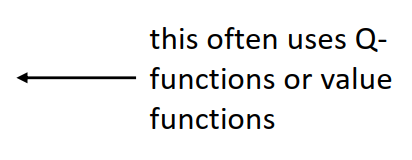 this often uses Q-
functions or value
functions